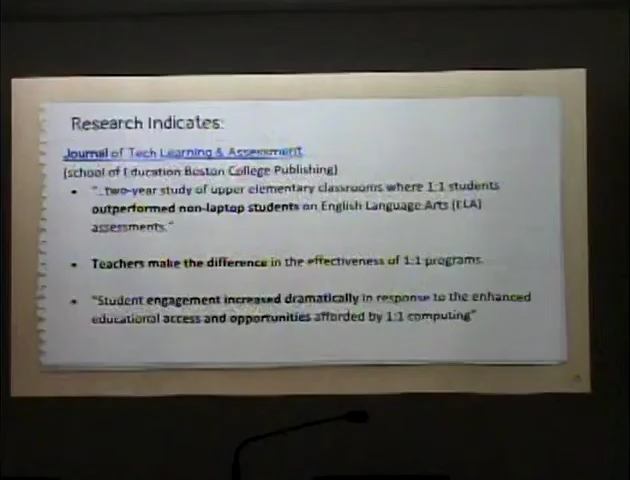 Research Indicates:
Journal of Tech Learning & Assessment
(school of Education Boston College Publishing)
• "..two-year study of upper elementary classrooms where 1:1 students
outperformed non-laptop students on English Language Arts (ELA)
assessments."
• Teachers make the difference in the effectiveness of 1:1 programs.
• "Student engagement increased dramatically in response to the enhanced
educational access and opportunities afforded by 1:1 computing"